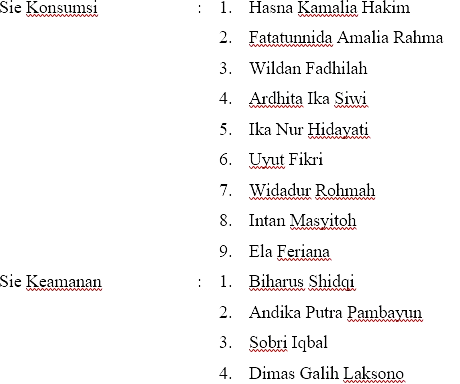 Sie Konsumsi : 1. Hasna Kamalia Hakim
2. Fatatunnida Amalia Rahma
3. Wildan Fadhilah
4. Ardhita Ika Siwi
5. Ika Nur Hidayati
6. Uyut Fikri
7. Widadur Rohmah
8. Intan Masyitoh
9. Ela Feriana
Sie Keamanan : 1. Biharus Shidqi
2. Andika Putra Pambayun
3. Sobri Iqbal
4. Dimas Galih Laksono